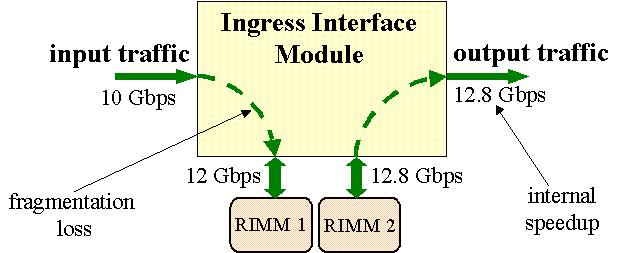 Ingress Interface
Module
input traffic
output traffic
10 Gbps
12.8 Gbps
12 Gbps
12.8 Gbps
fragmentation
loss
internal
speedup
RIMM 1
RIMM 2